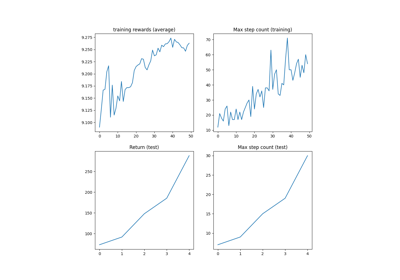 training rewards (average)
9.275
9.250
9.225
9.200
9.175
9.150
9.125
9.100
0 10 20 30 40 50
Max step count (training)
70
60
50
40
30
20
10
0 10 20 30 40 50
Return (test)
250
200
150
100
0 1 2 3 4
Max step count (test)
30
25
20
15
0 1 2 3 4